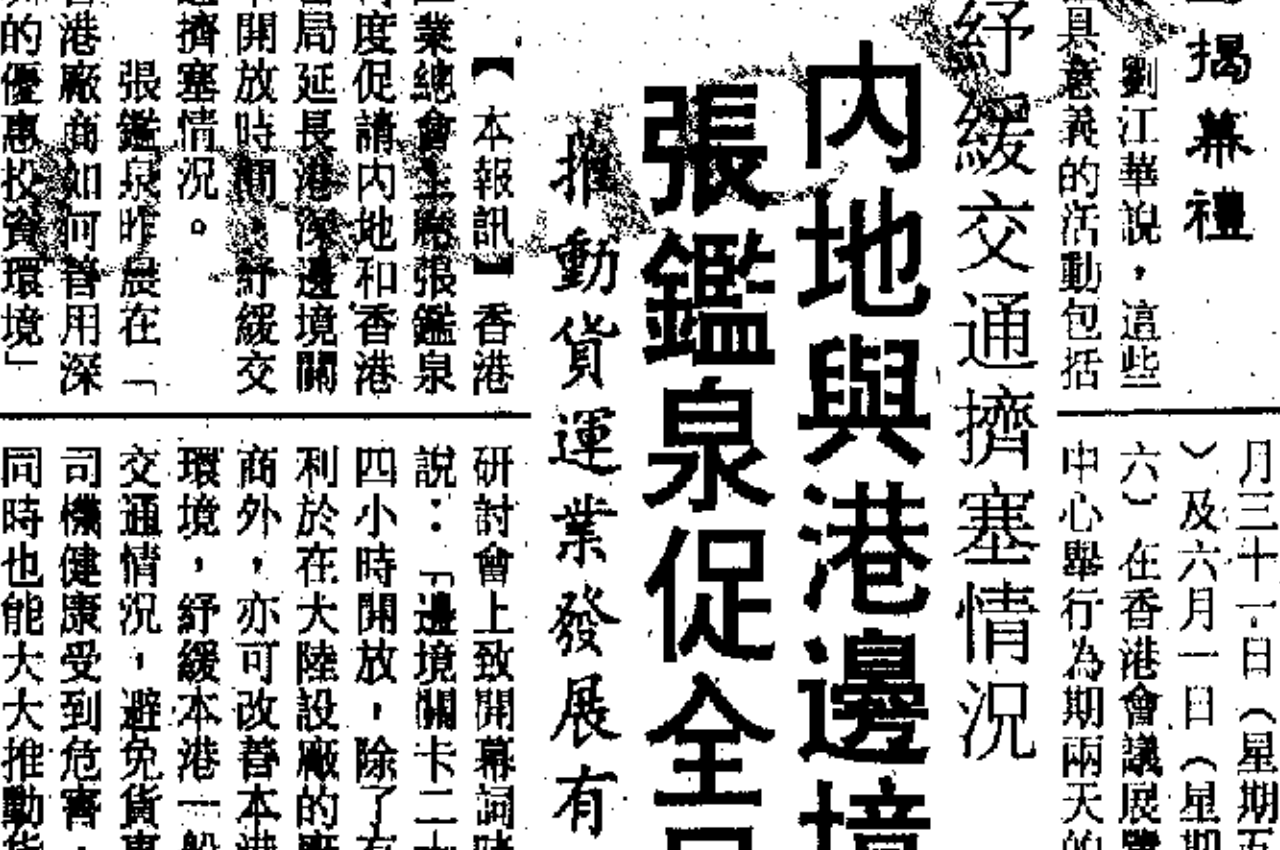 揭幕禮
劉江華說，這些
具意義的活動包括
月三十一日（星期五
）及六月一日（星期
六）在香港會議展覽
中心舉行為期兩天的
紓緩交通擠塞情況
內地與港邊境
張鑑泉促全日
推動貨運業發展有
【本報訊】香港
業總會主席張鑑泉
度促請內地和香港
局延長港深邊境關
開放時間，紓緩交
通擠塞情況。
張鑑泉昨晨在「
香港廠商如何善用深
的優惠投資環境」
研討會上致開幕詞時
說：「邊境關卡二十
四小時開放，除了有
利於在大陸設廠的廠
商外，亦可改善本港
環境，紓緩本港一般
交通情況，避免貨車
司機健康受到危害，
同時也能大大推動貨